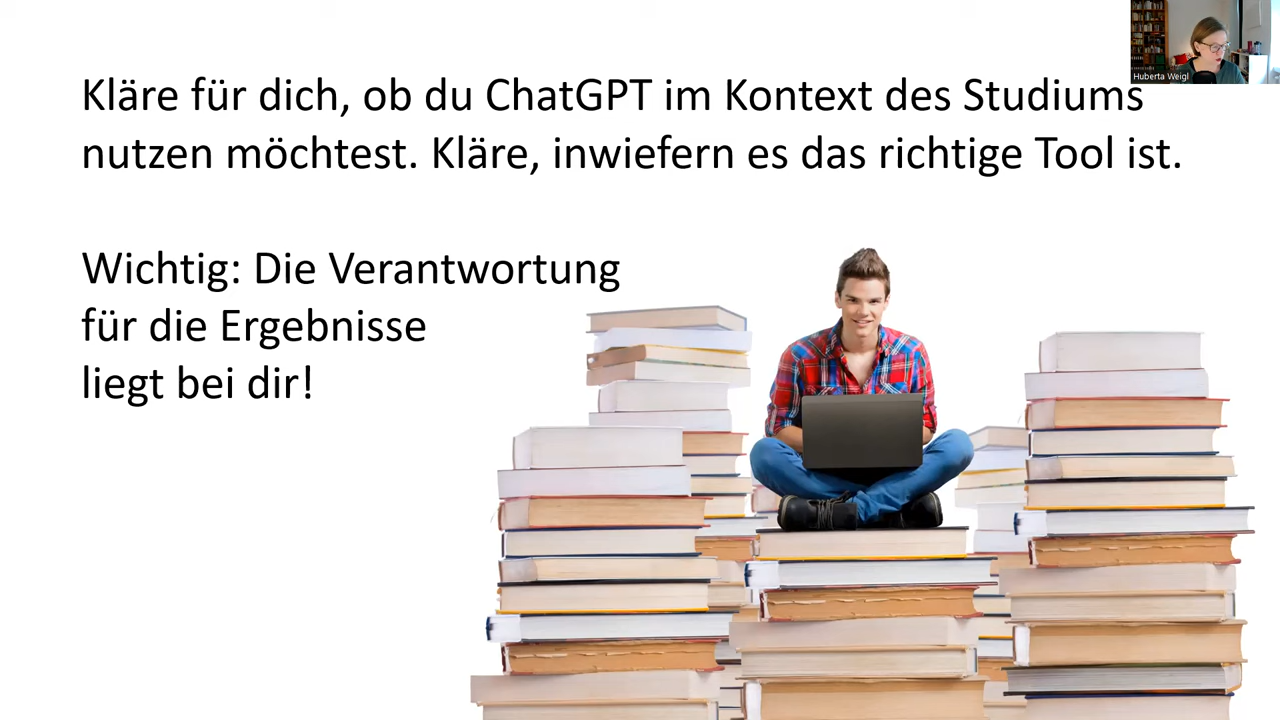 Huberta Weigl
Kläre für dich, ob du ChatGPT im Kontext des Studiums
nutzen möchtest. Kläre, inwiefern es das richtige Tool ist.
Wichtig: Die Verantwortung
für die Ergebnisse
liegt bei dir!